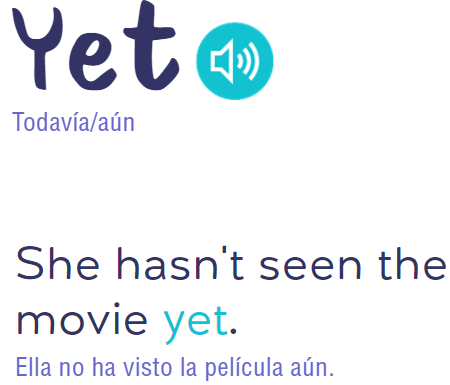 Yet
Todavía/aún
She hasn't seen the
movie yet.
Ella no ha visto la película aún.